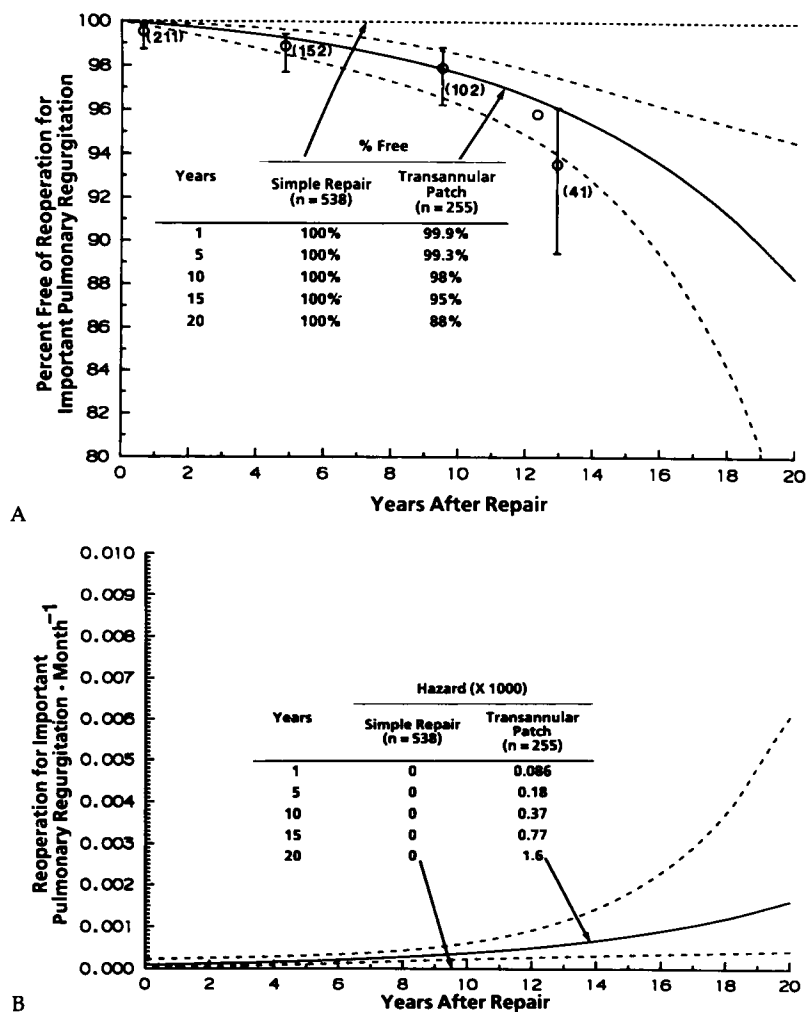 100
98
96
94
92
90
88
86
84
82
80
Percent Free of Reoperation for
Important Pulmonary Regurgitation
(211)
(152)
(102)
(41)
% Free
Years
Simple Repair
(n = 538)
Transannular
Patch
(n = 255)
1 100% 99.9%
5 100% 99.3%
10 100% 98%
15 100% 95%
20 100% 88%
0 2 4 6 8 10 12 14 16 18 20
Years After Repair
A
0.010
0.009
0.008
0.007
0.006
0.005
0.004
0.003
0.002
0.001
0.000
Reoperation for Important
Pulmonary Regurgitation · Month⁻¹
Hazard (X 1000)
Years
Simple Repair
(n = 538)
Transannular
Patch
(n = 255)
1 0 0.086
5 0 0.18
10 0 0.37
15 0 0.77
20 0 1.6
0 2 4 6 8 10 12 14 16 18 20
Years After Repair
B